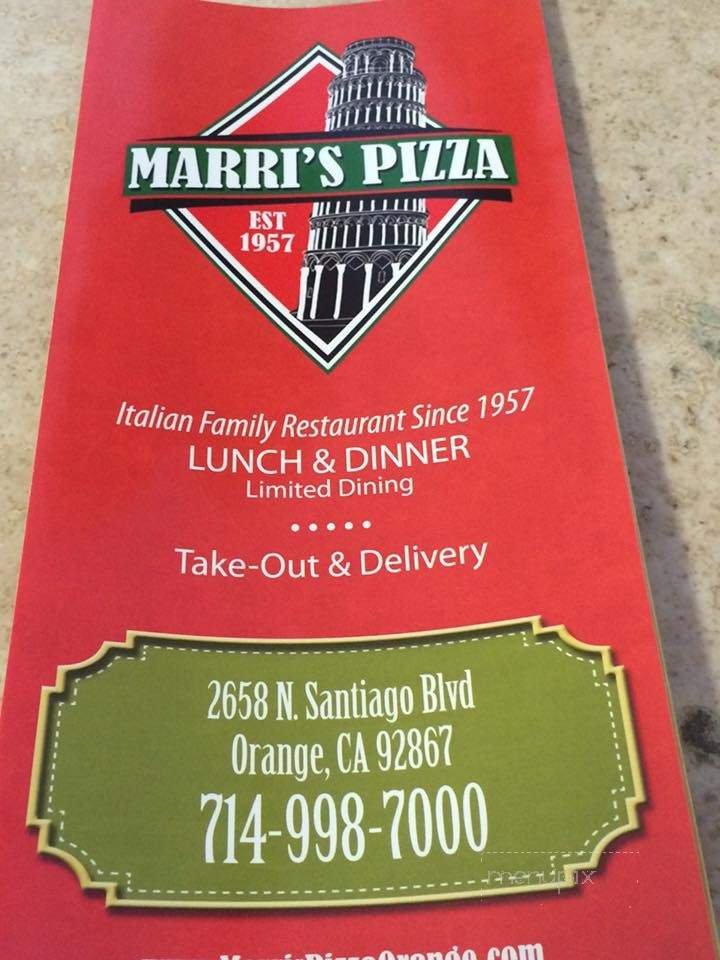 MARRI'S PIZZA
EST
1957
Italian Family Restaurant Since 1957
LUNCH & DINNER
Limited Dining
•••••
Take-Out & Delivery
2658 N. Santiago Blvd
Orange, CA 92867
714-998-7000
menupix